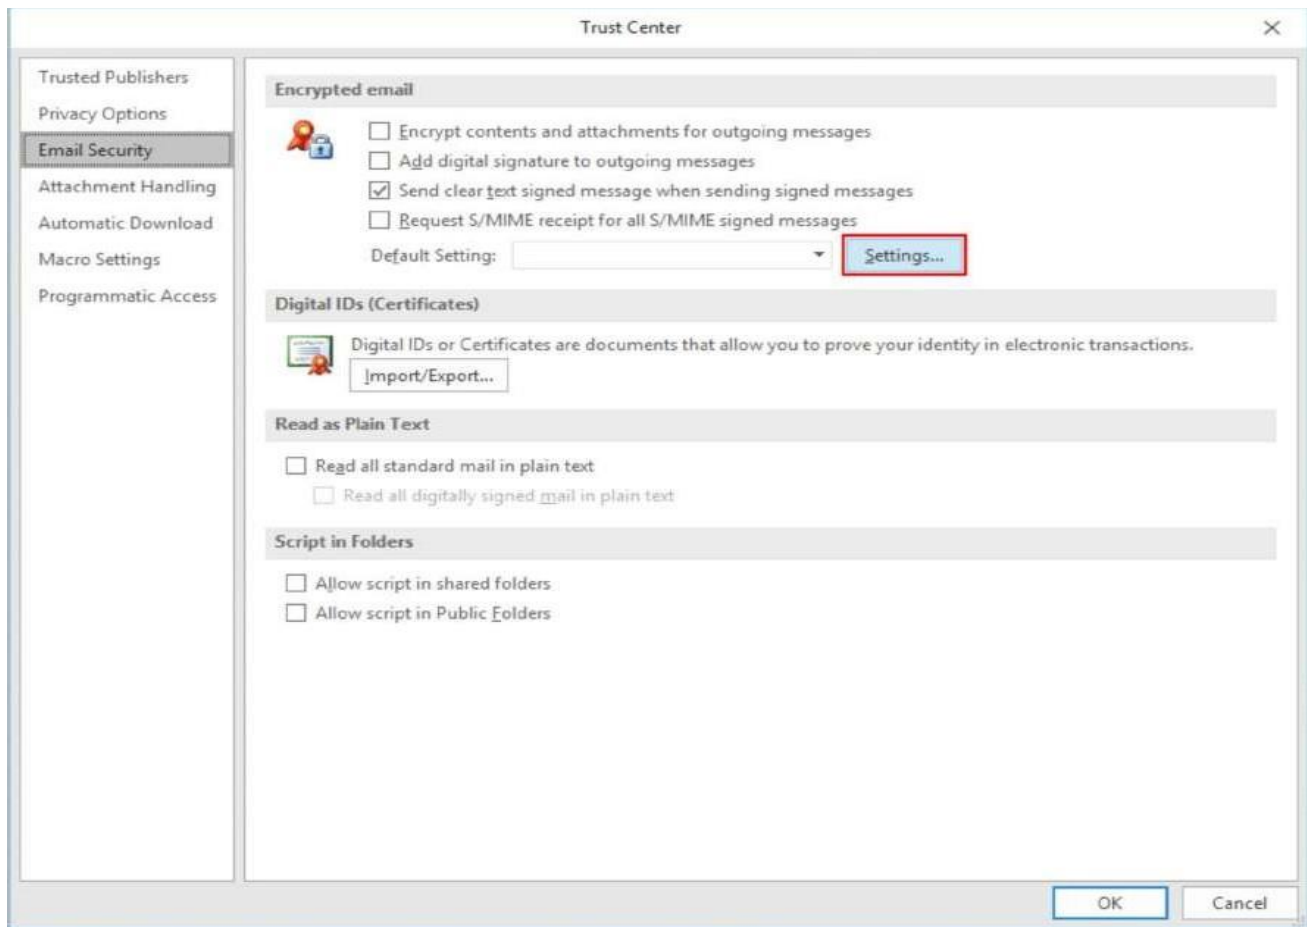 Trust Center
Trusted Publishers
Privacy Options
Email Security
Attachment Handling
Automatic Download
Macro Settings
Programmatic Access
Encrypted email
Encrypt contents and attachments for outgoing messages
Add digital signature to outgoing messages
Send clear text signed message when sending signed messages
Request S/MIME receipt for all S/MIME signed messages
Default Setting:
Settings...
Digital IDs (Certificates)
Digital IDs or Certificates are documents that allow you to prove your identity in electronic transactions.
Import/Export...
Read as Plain Text
Read all standard mail in plain text
Read all digitally signed mail in plain text
Script in Folders
Allow script in shared folders
Allow script in Public Folders
OK Cancel